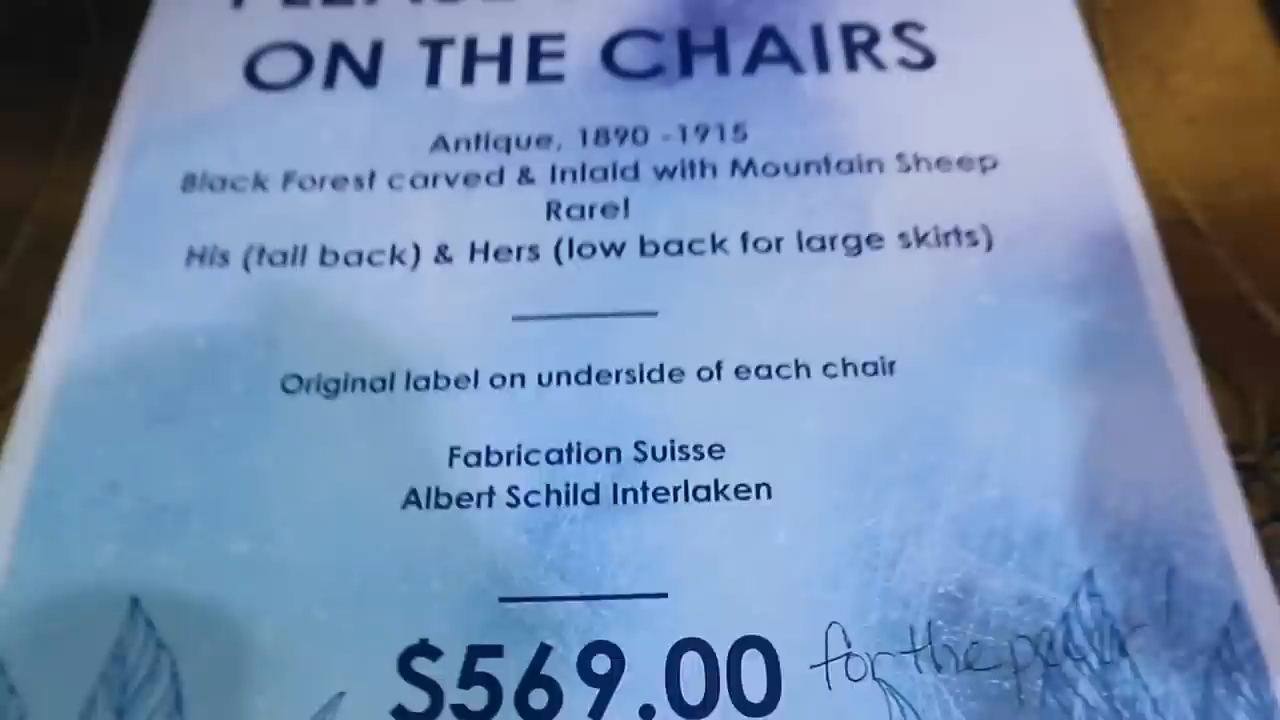 PLEASE
ON THE CHAIRS
Antique, 1890 -1915
Black Forest carved & Inlaid with Mountain Sheep
Rare!
His (tall back) & Hers (low back for large skirts)
Original label on underside of each chair
Fabrication Suisse
Albert Schild Interlaken
$569.00 for the